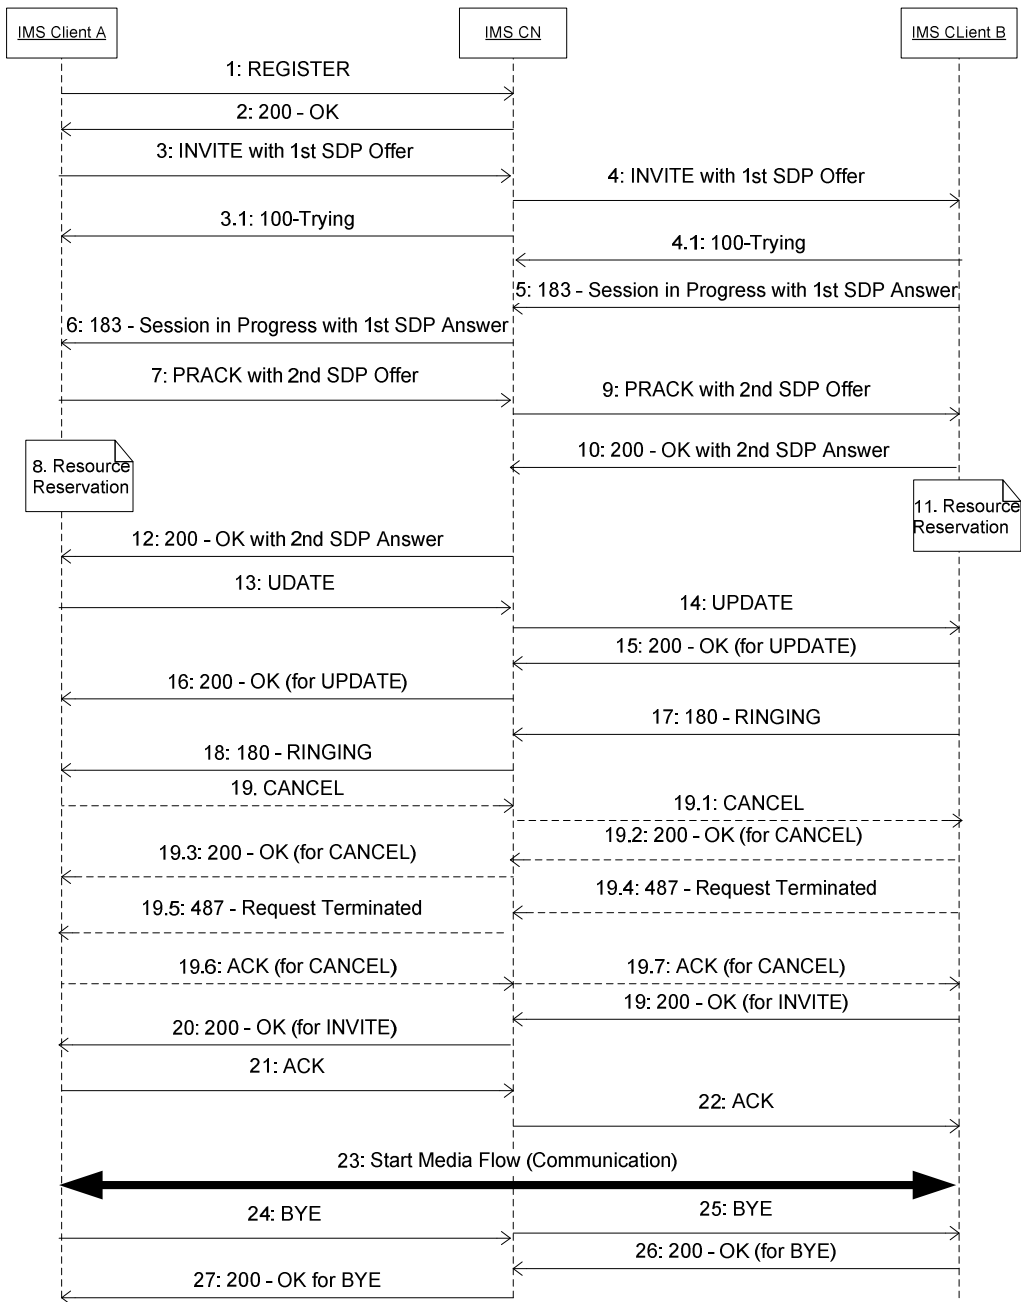 IMS Client A
IMS CN
IMS CLient B
1: REGISTER
2: 200 - OK
3: INVITE with 1st SDP Offer
4: INVITE with 1st SDP Offer
3.1: 100-Trying
4.1: 100-Trying
5: 183 - Session in Progress with 1st SDP Answer
6: 183 - Session in Progress with 1st SDP Answer
7: PRACK with 2nd SDP Offer
9: PRACK with 2nd SDP Offer
10: 200 - OK with 2nd SDP Answer
8. Resource
Reservation
11. Resource
Reservation
12: 200 - OK with 2nd SDP Answer
13: UDATE
14: UPDATE
15: 200 - OK (for UPDATE)
16: 200 - OK (for UPDATE)
17: 180 - RINGING
18: 180 - RINGING
19. CANCEL
19.1: CANCEL
19.2: 200 - OK (for CANCEL)
19.3: 200 - OK (for CANCEL)
19.4: 487 - Request Terminated
19.5: 487 - Request Terminated
19.6: ACK (for CANCEL)
19.7: ACK (for CANCEL)
19: 200 - OK (for INVITE)
20: 200 - OK (for INVITE)
21: ACK
22: ACK
23: Start Media Flow (Communication)
24: BYE
25: BYE
26: 200 - OK (for BYE)
27: 200 - OK for BYE